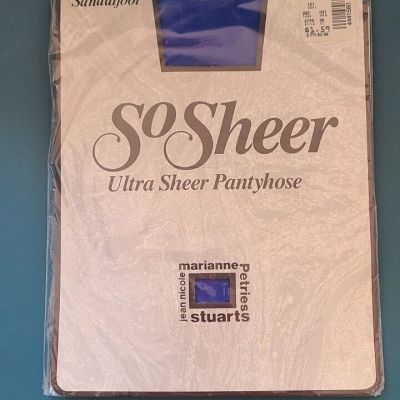 Sandalfoot
So Sheer
Ultra Sheer Pantyhose
marianne
Petries
jean nicole
stuarts